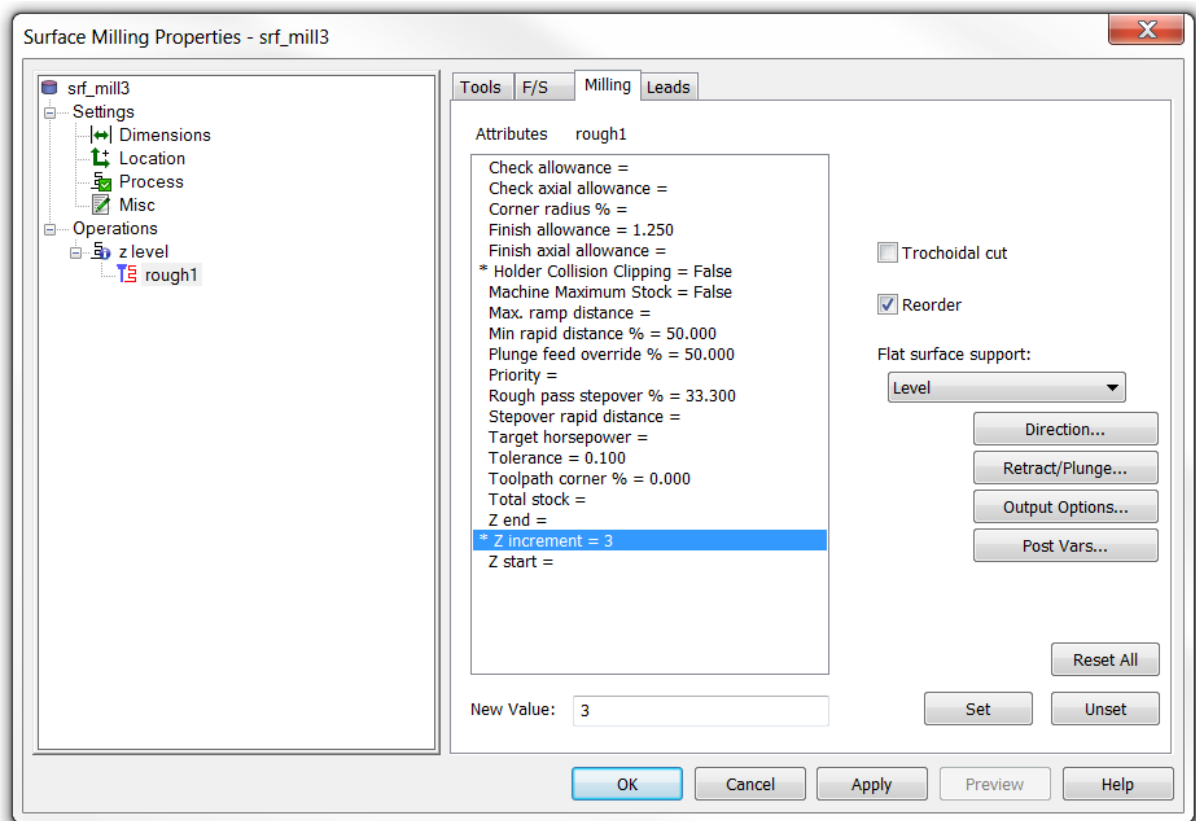 Surface Milling Properties - srf_mill3
srf_mill3
Settings
Dimensions
Location
Process
Misc
Operations
z level
rough1
Tools F/S Milling Leads
Attributes rough1
Check allowance =
Check axial allowance =
Corner radius % =
Finish allowance = 1.250
Finish axial allowance =
* Holder Collision Clipping = False
Machine Maximum Stock = False
Max. ramp distance =
Min rapid distance % = 50.000
Plunge feed override % = 50.000
Priority =
Rough pass stepover % = 33.300
Stepover rapid distance =
Target horsepower =
Tolerance = 0.100
Toolpath corner % = 0.000
Total stock =
Z end =
* Z increment = 3
Z start =
Trochoidal cut
Reorder
Flat surface support:
Level
Direction...
Retract/Plunge...
Output Options...
Post Vars...
Reset All
New Value: 3
Set Unset
OK Cancel Apply Preview Help